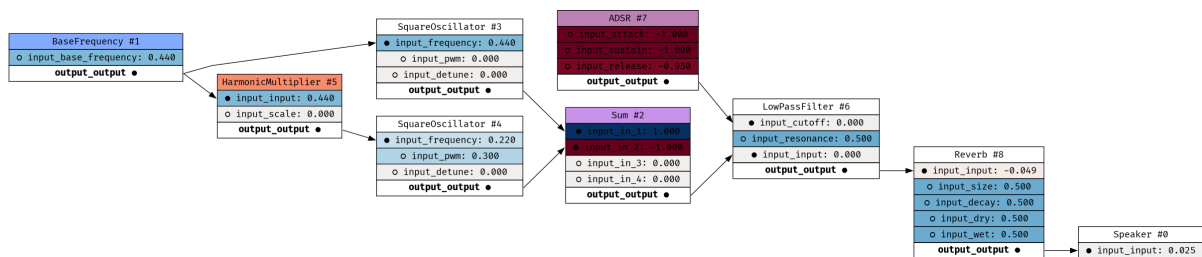 BaseFrequency #1
○ input_base_frequency: 0.440
output_output ●
HarmonicMultiplier #5
● input_input: 0.440
○ input_scale: 0.000
output_output ●
SquareOscillator #3
● input_frequency: 0.440
○ input_pwm: 0.000
○ input_detune: 0.000
output_output ●
SquareOscillator #4
● input_frequency: 0.220
○ input_pwm: 0.300
○ input_detune: 0.000
output_output ●
ADSR #7
○ input_attack: -1.000
○ input_sustain: -1.000
○ input_release: -0.950
output_output ●
Sum #2
● input_in_1: 1.000
● input_in_2: -1.000
○ input_in_3: 0.000
○ input_in_4: 0.000
output_output ●
LowPassFilter #6
● input_cutoff: 0.000
○ input_resonance: 0.500
● input_input: 0.000
output_output ●
Reverb #8
● input_input: -0.049
○ input_size: 0.500
○ input_decay: 0.500
○ input_dry: 0.500
○ input_wet: 0.500
output_output ●
Speaker #0
● input_input: 0.025